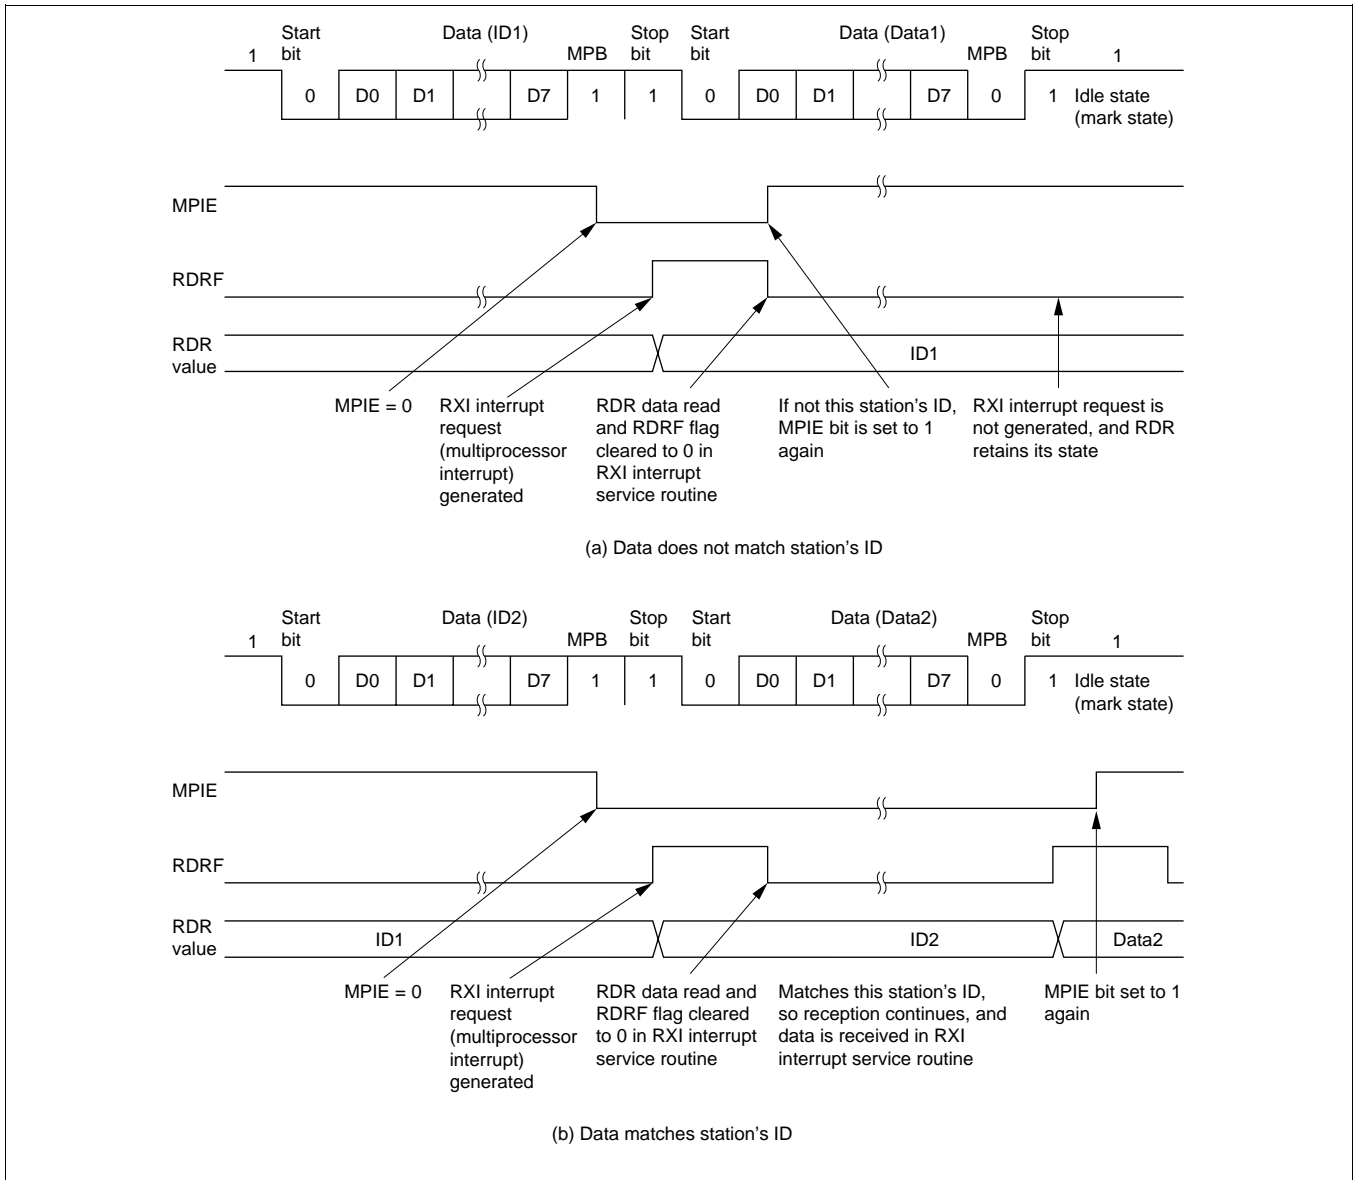 Start bit
Data (ID1)
Stop bit
Start bit
Data (Data1)
Stop bit
1
MPB
MPB
1
0 D0 D1 D7 1 1 0 D0 D1 D7 0 1
Idle state
(mark state)
MPIE
RDRF
RDR
value
ID1
MPIE = 0
RXI interrupt
request
(multiprocessor
interrupt)
generated
RDR data read
and RDRF flag
cleared to 0 in
RXI interrupt
service routine
If not this station's ID,
MPIE bit is set to 1
again
RXI interrupt request is
not generated, and RDR
retains its state
(a) Data does not match station's ID
Start bit
Data (ID2)
Stop bit
Start bit
Data (Data2)
Stop bit
1
MPB
MPB
1
0 D0 D1 D7 1 1 0 D0 D1 D7 0 1
Idle state
(mark state)
MPIE
RDRF
RDR
value
ID1
ID2
Data2
MPIE = 0
RXI interrupt
request
(multiprocessor
interrupt)
generated
RDR data read and
RDRF flag cleared
to 0 in RXI interrupt
service routine
Matches this station's ID,
so reception continues, and
data is received in RXI
interrupt service routine
MPIE bit set to 1
again
(b) Data matches station's ID